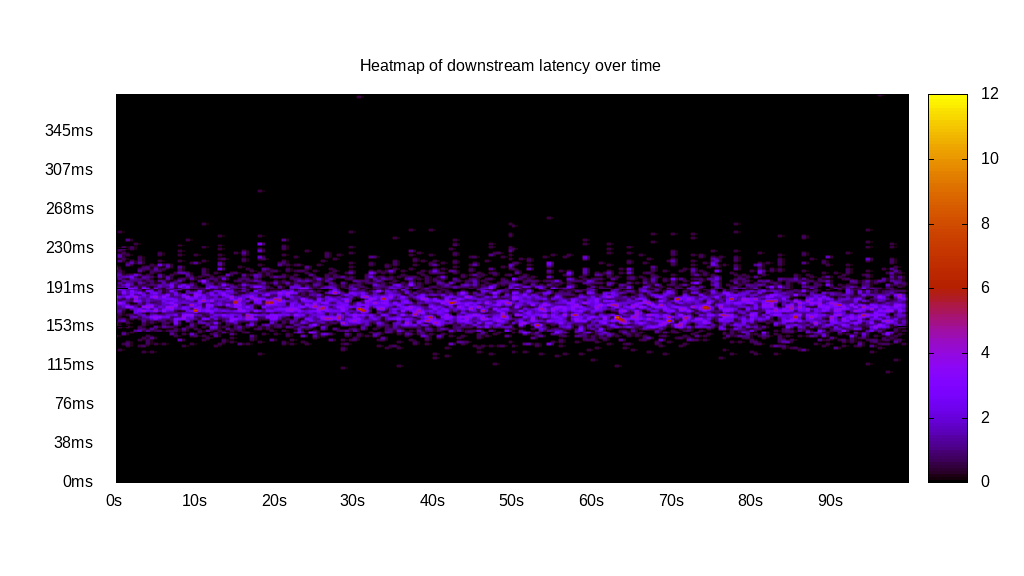 Heatmap of downstream latency over time
345ms
307ms
268ms
230ms
191ms
153ms
115ms
76ms
38ms
0ms
0s 10s 20s 30s 40s 50s 60s 70s 80s 90s
12
10
8
6
4
2
0